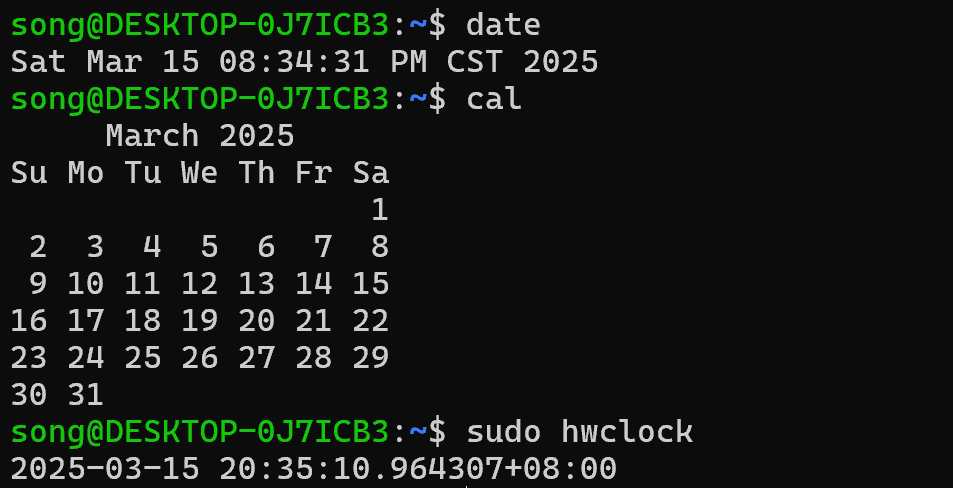 song@DESKTOP-0J7ICB3:~$ date
Sat Mar 15 08:34:31 PM CST 2025
song@DESKTOP-0J7ICB3:~$ cal
     March 2025
Su Mo Tu We Th Fr Sa
                   1
 2  3  4  5  6  7  8
 9 10 11 12 13 14 15
16 17 18 19 20 21 22
23 24 25 26 27 28 29
30 31
song@DESKTOP-0J7ICB3:~$ sudo hwclock
2025-03-15 20:35:10.964307+08:00